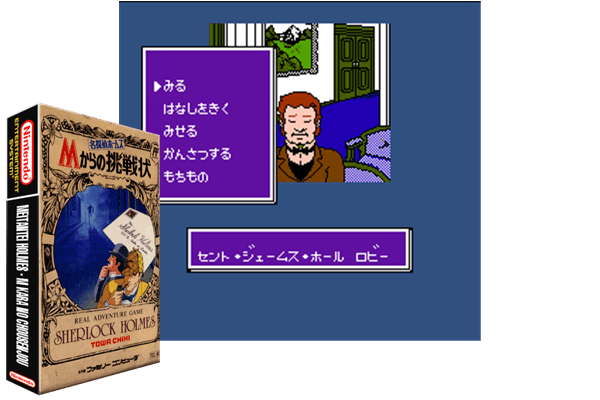 みる
はなしをきく
みせる
かんさつする
もちもの
セント・ジェームス・ホール ロビー
Nintendo
ENTERTAINMENT
SYSTEM
METANTEI HOLMES - M KARA NO CHOUSENJOU
Nintendo
名探偵ホームズ
Mからの挑戦状
REAL ADVENTURE GAME
SHERLOCK HOLMES
TOWA CHIKI
ファミリーコンピュータ